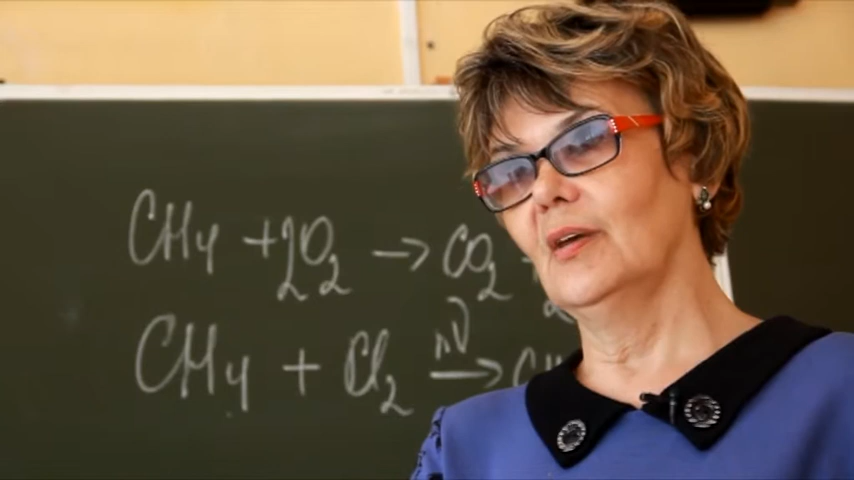 CH4 + 2O2 → CO2 +
CH4 + Cl2 hν →